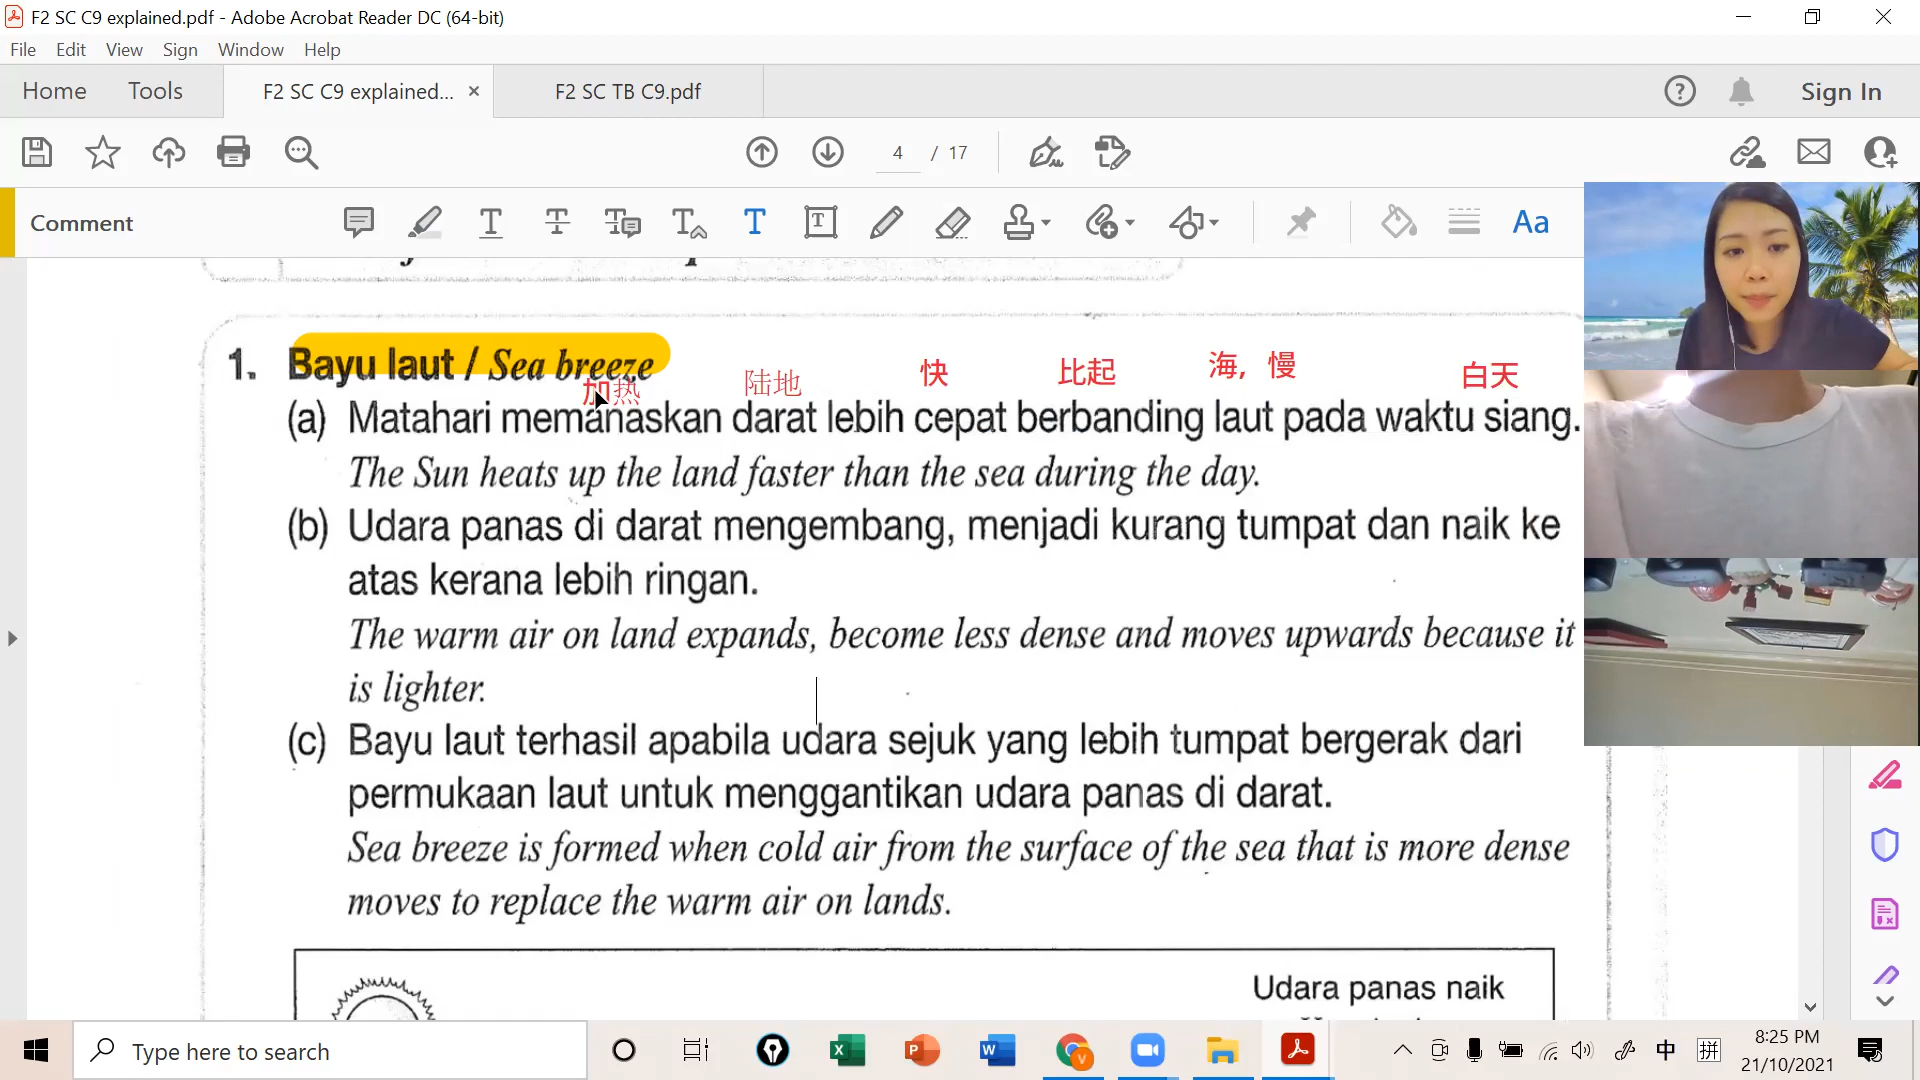 F2 SC C9 explained.pdf - Adobe Acrobat Reader DC (64-bit)
File Edit View Sign Window Help
Home Tools F2 SC C9 explained... × F2 SC TB C9.pdf Sign In
4 / 17
Comment
1. Bayu laut / Sea breeze
加热 陆地 快 比起 海, 慢 白天
(a) Matahari memanaskan darat lebih cepat berbanding laut pada waktu siang.
The Sun heats up the land faster than the sea during the day.
(b) Udara panas di darat mengembang, menjadi kurang tumpat dan naik ke
atas kerana lebih ringan.
The warm air on land expands, become less dense and moves upwards because it
is lighter.
(c) Bayu laut terhasil apabila udara sejuk yang lebih tumpat bergerak dari
permukaan laut untuk menggantikan udara panas di darat.
Sea breeze is formed when cold air from the surface of the sea that is more dense
moves to replace the warm air on lands.
Udara panas naik
Type here to search
中 拼 8:25 PM
21/10/2021